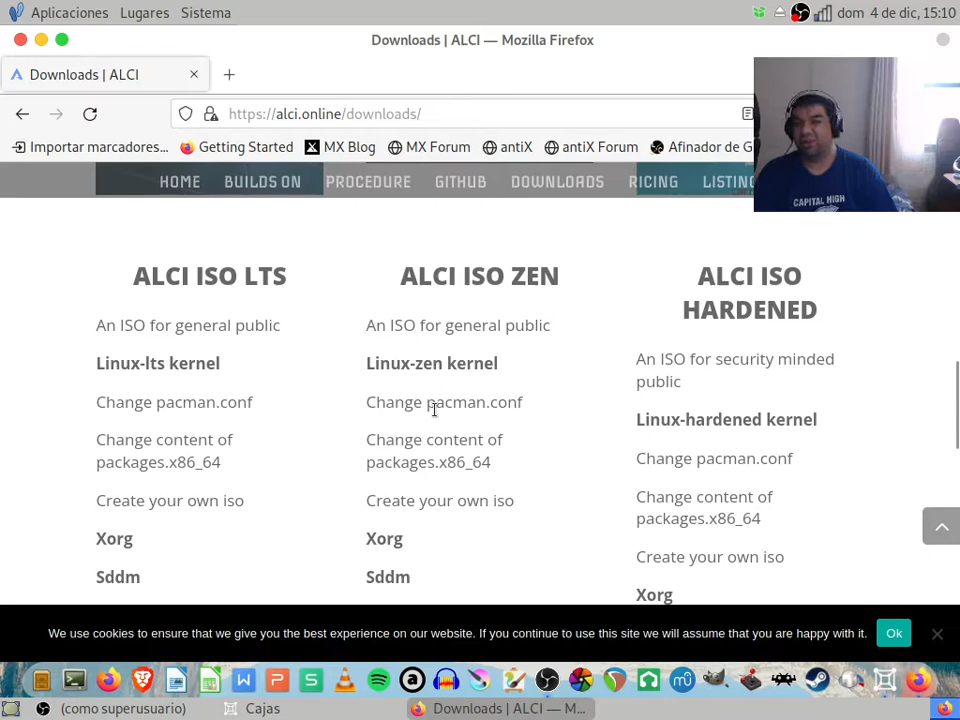 Aplicaciones Lugares Sistema dom 4 de dic, 15:10
Downloads | ALCI — Mozilla Firefox
Downloads | ALCI
https://alci.online/downloads/
Importar marcadores... Getting Started MX Blog MX Forum antiX antiX Forum Afinador de G
HOME BUILDS ON PROCEDURE GITHUB DOWNLOADS RICING LISTING
CAPITAL HIGH
ALCI ISO LTS
An ISO for general public
Linux-lts kernel
Change pacman.conf
Change content of
packages.x86_64
Create your own iso
Xorg
Sddm
ALCI ISO ZEN
An ISO for general public
Linux-zen kernel
Change pacman.conf
Change content of
packages.x86_64
Create your own iso
Xorg
Sddm
ALCI ISO
HARDENED
An ISO for security minded
public
Linux-hardened kernel
Change pacman.conf
Change content of
packages.x86_64
Create your own iso
Xorg
We use cookies to ensure that we give you the best experience on our website. If you continue to use this site we will assume that you are happy with it. Ok
(como superusuario) Cajas Downloads | ALCI — M...